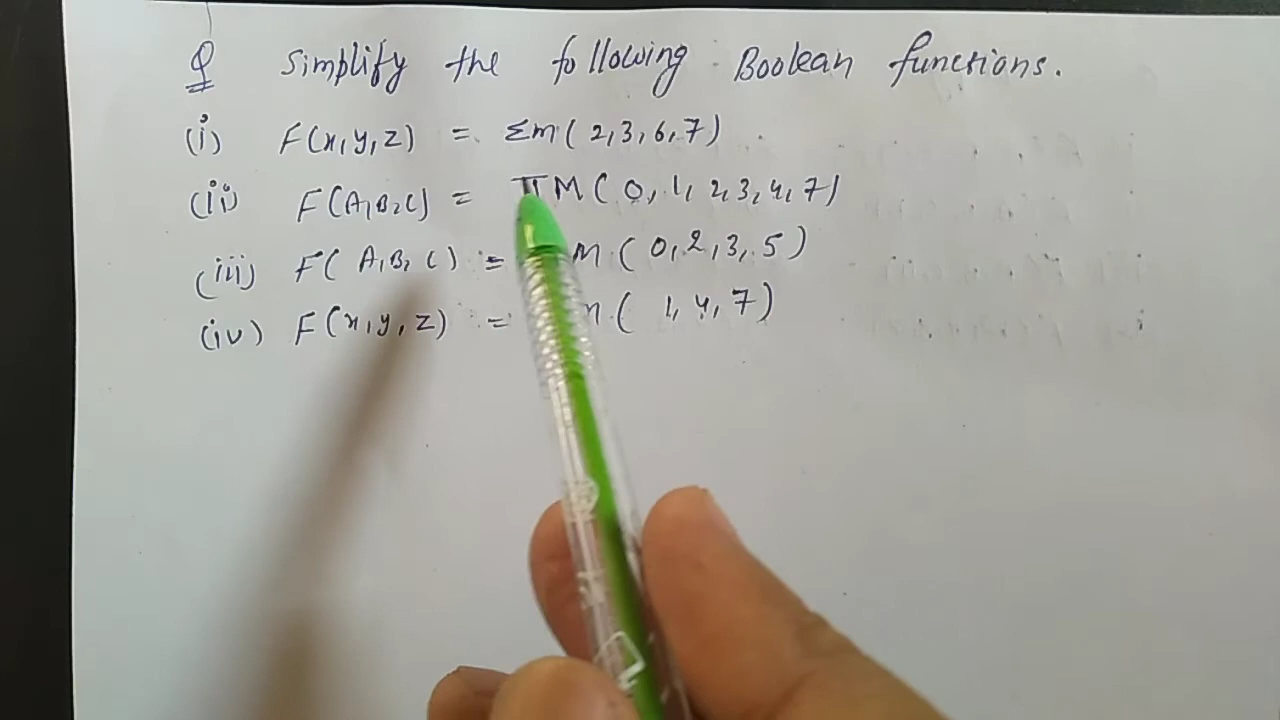 Q Simplify the following Boolean functions.
(i) F(x,y,z) = Σm(2,3,6,7)
(ii) F(A,B,C) = πM(0,1,2,3,4,7)
(iii) F(A,B,C) = M(0,2,3,5)
(iv) F(x,y,z) = m(1,4,7)